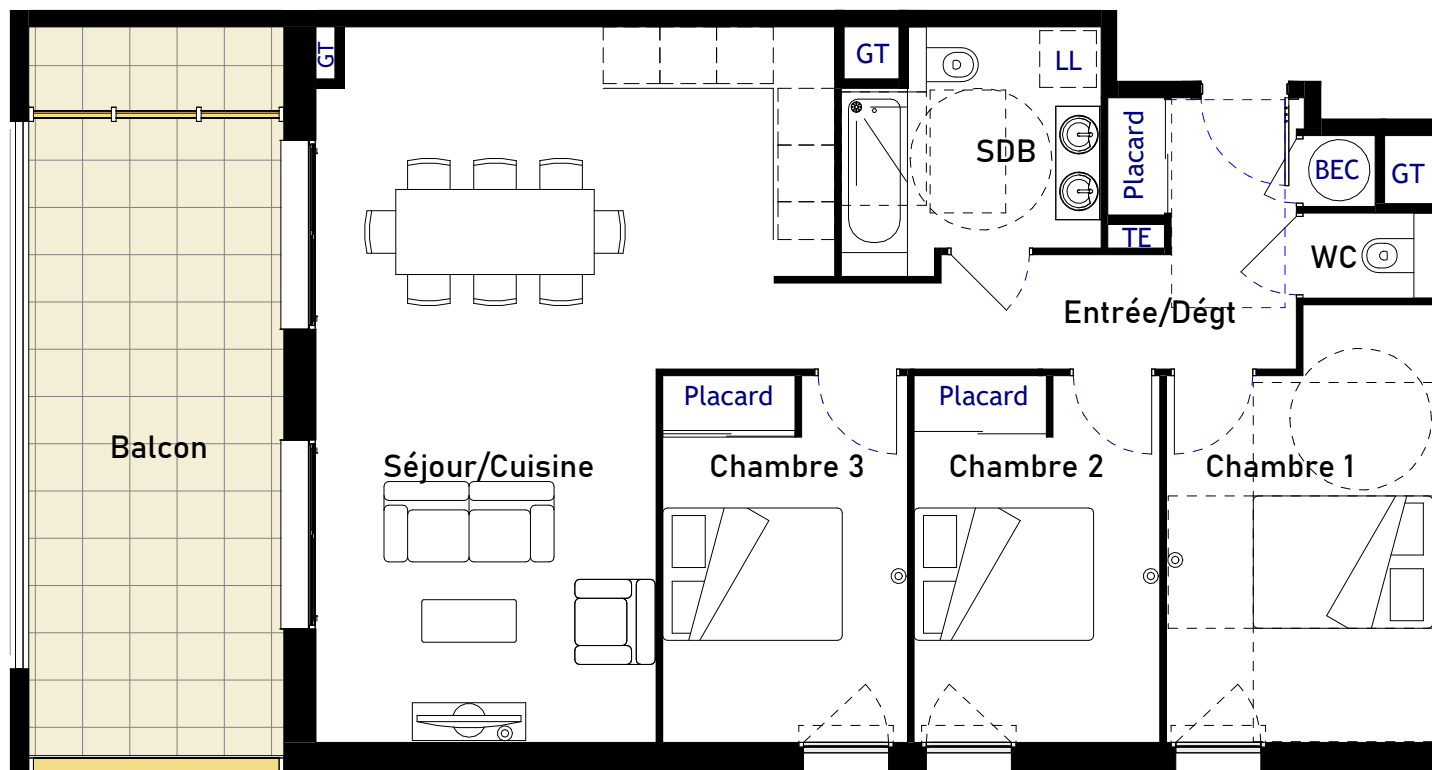 GT
GT
LL
SDB
Placard
BEC
GT
TE
WC
Entrée/Dégt
Placard
Placard
Balcon
Séjour/Cuisine
Chambre 3
Chambre 2
Chambre 1